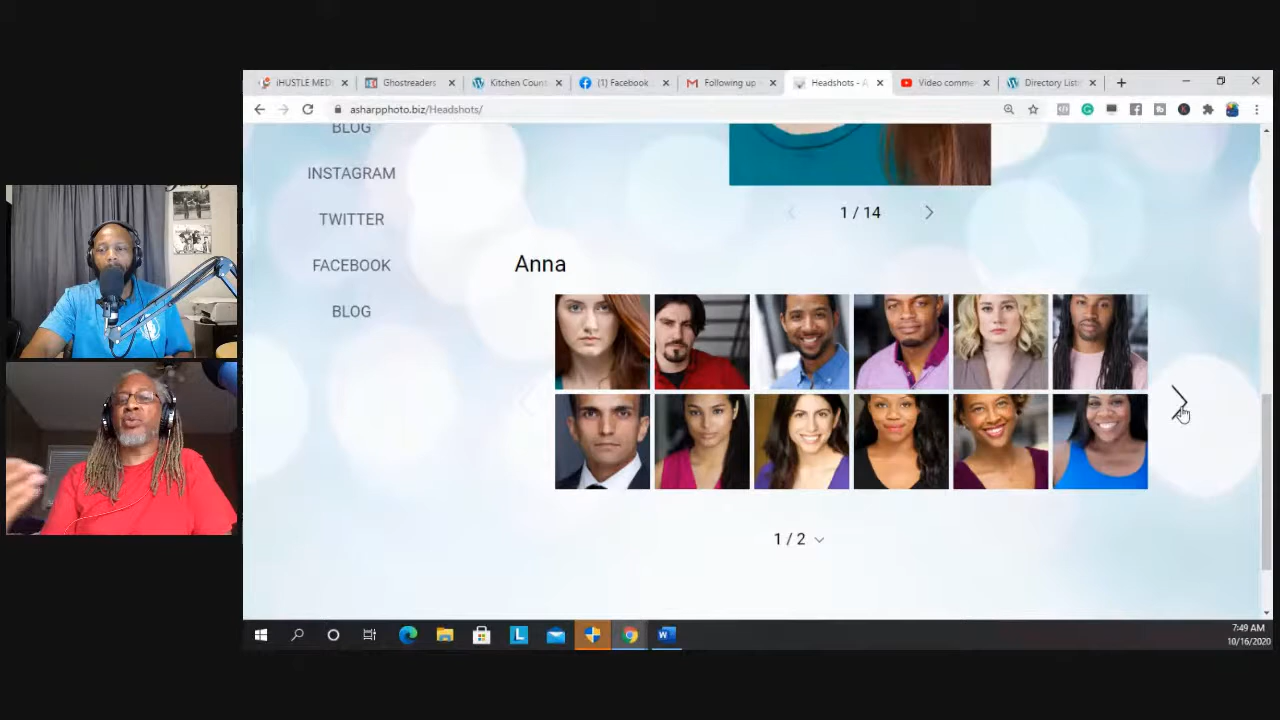 iHUSTLE MED
Ghostreaders
Kitchen Count
(1) Facebook
Following up
Headshots - A
Video comme
Directory List
asharpphoto.biz/Headshots/
BLOG
INSTAGRAM
TWITTER
FACEBOOK
BLOG
1 / 14
Anna
1 / 2
7:49 AM
10/16/2020